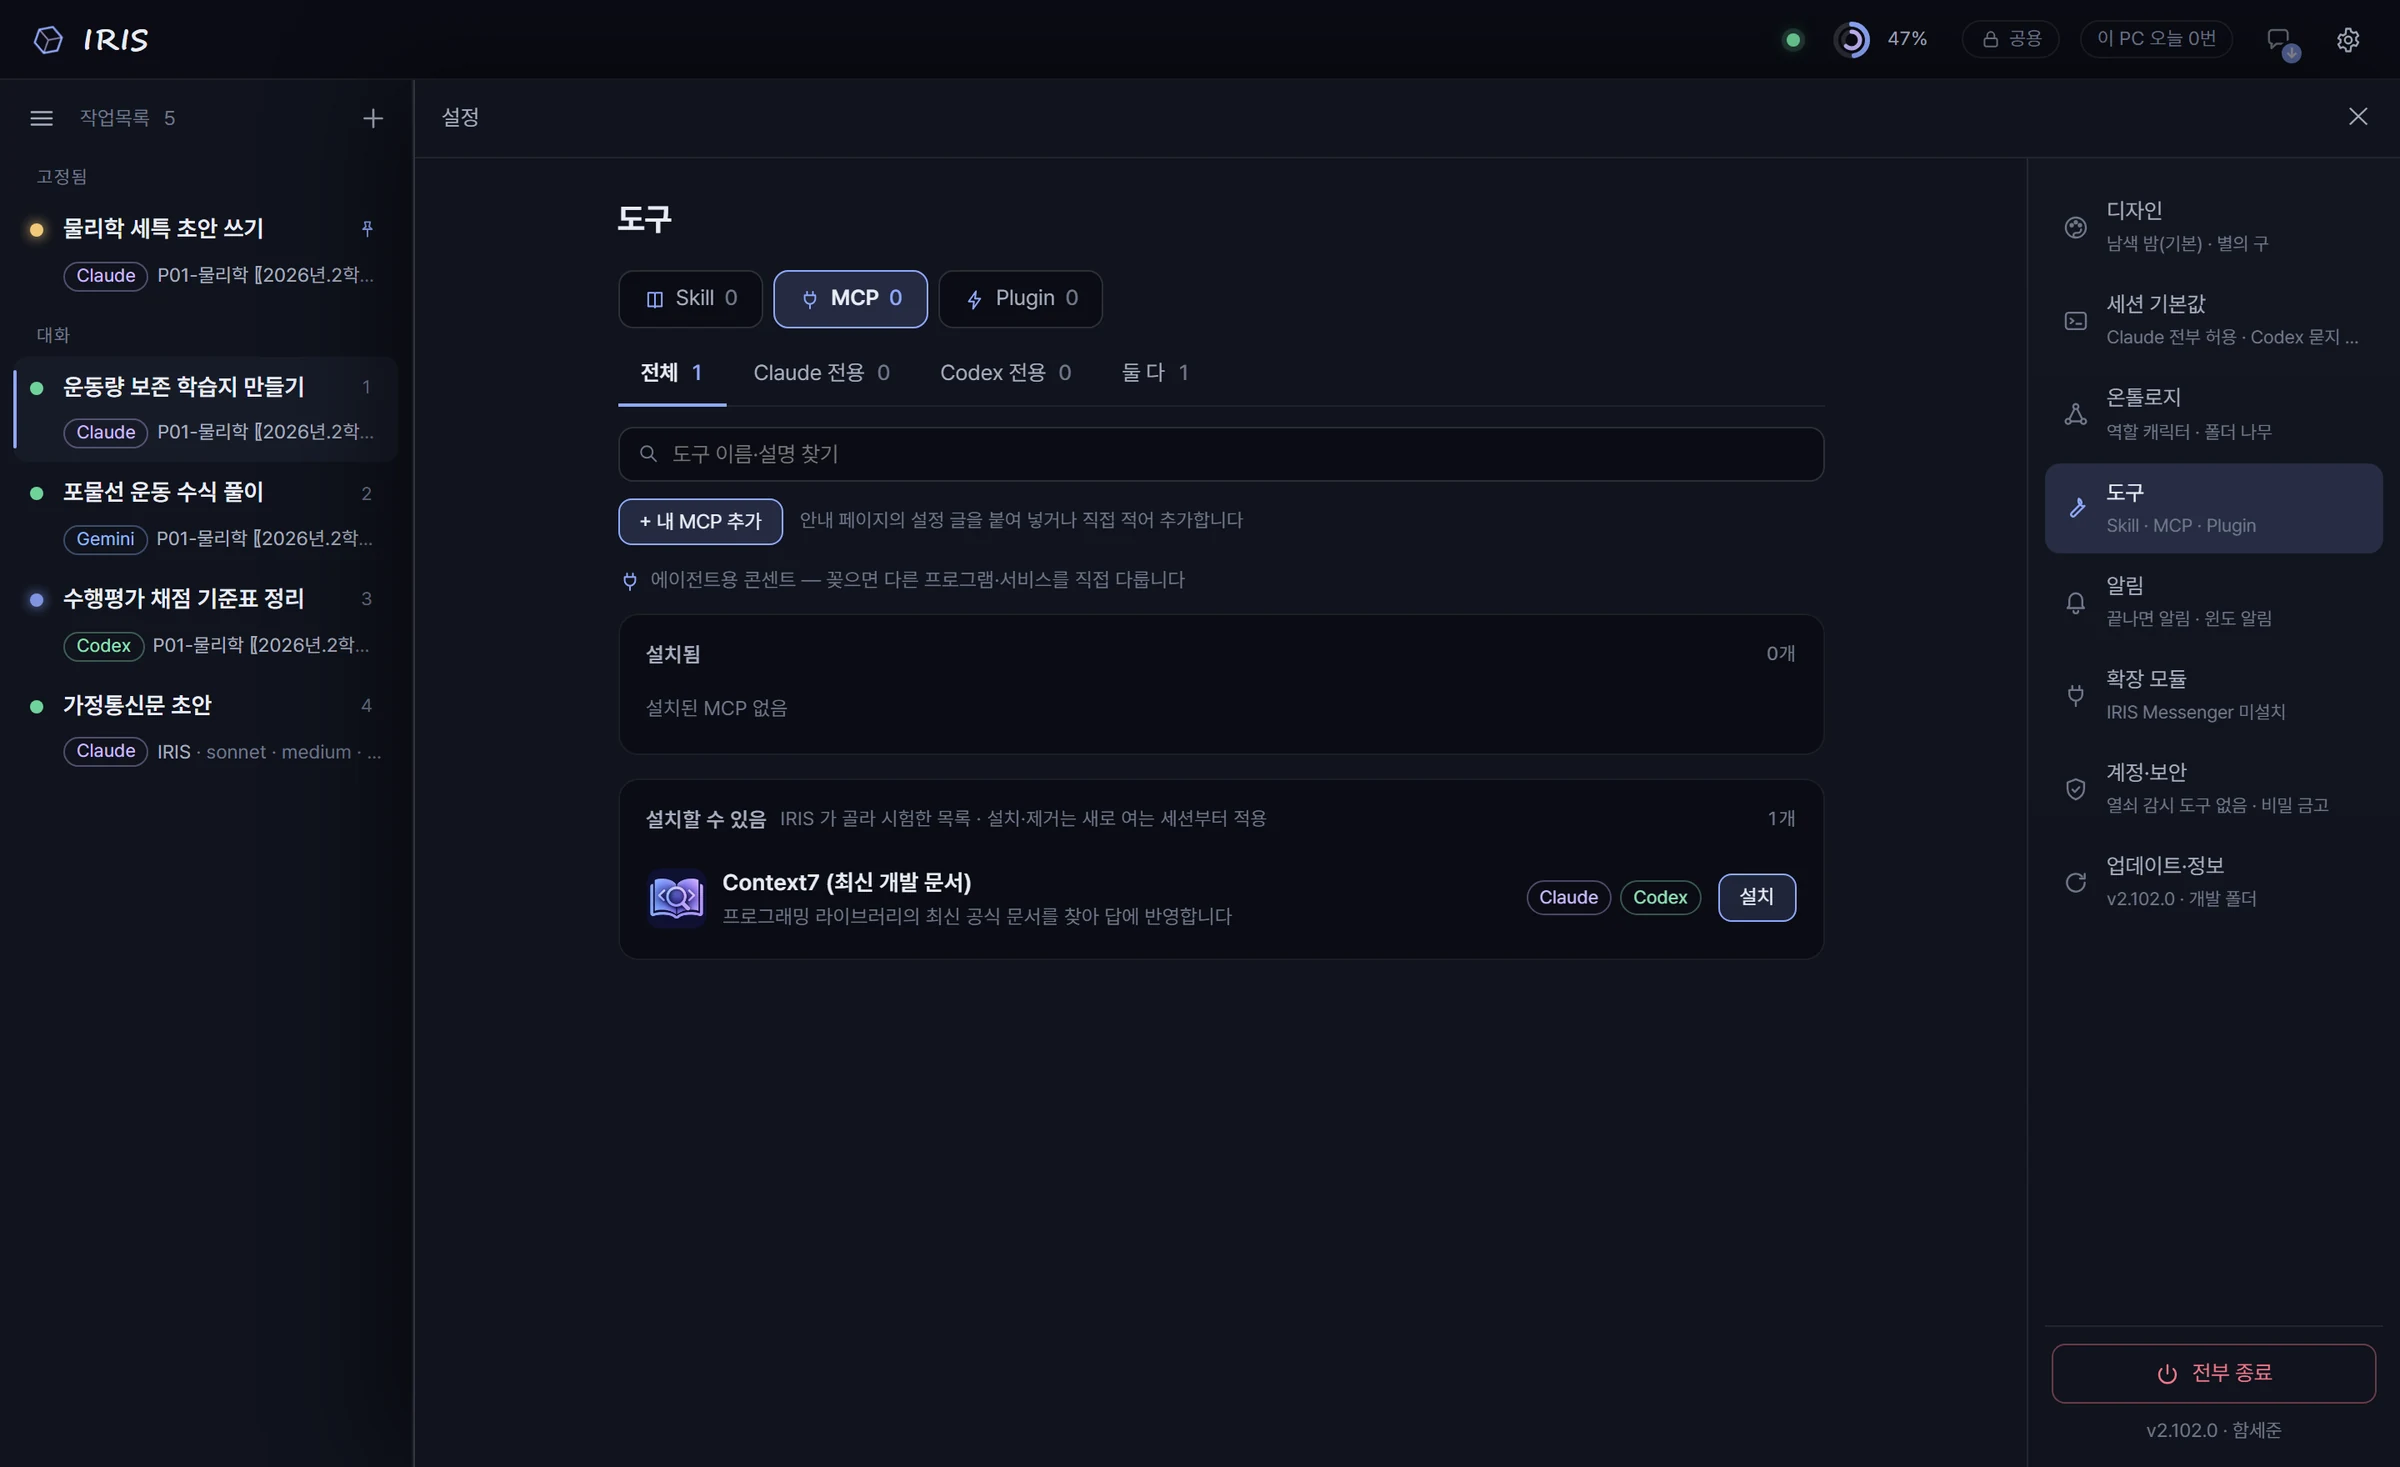 IRIS
47%
공용
이 PC 오늘 0번
작업목록 5
고정됨
물리학 세특 초안 쓰기
Claude P01-물리학 〚2026년.2학...
대화
운동량 보존 학습지 만들기 1
Claude P01-물리학 〚2026년.2학...
포물선 운동 수식 풀이 2
Gemini P01-물리학 〚2026년.2학...
수행평가 채점 기준표 정리 3
Codex P01-물리학 〚2026년.2학...
가정통신문 초안 4
Claude IRIS · sonnet · medium · ...
설정
도구
Skill 0
MCP 0
Plugin 0
전체 1
Claude 전용 0
Codex 전용 0
둘 다 1
도구 이름·설명 찾기
+ 내 MCP 추가 안내 페이지의 설정 글을 붙여 넣거나 직접 적어 추가합니다
에이전트용 콘센트 — 꽂으면 다른 프로그램·서비스를 직접 다룹니다
설치됨 0개
설치된 MCP 없음
설치할 수 있음 IRIS 가 골라 시험한 목록 · 설치·제거는 새로 여는 세션부터 적용 1개
Context7 (최신 개발 문서)
프로그래밍 라이브러리의 최신 공식 문서를 찾아 답에 반영합니다
Claude Codex 설치
디자인
남색 밤(기본) · 별의 구
세션 기본값
Claude 전부 허용 · Codex 묻지 ...
온톨로지
역할 캐릭터 · 폴더 나무
도구
Skill · MCP · Plugin
알림
끝나면 알림 · 윈도 알림
확장 모듈
IRIS Messenger 미설치
계정·보안
열쇠 감시 도구 없음 · 비밀 금고
업데이트·정보
v2.102.0 · 개발 폴더
전부 종료
v2.102.0 · 함세준